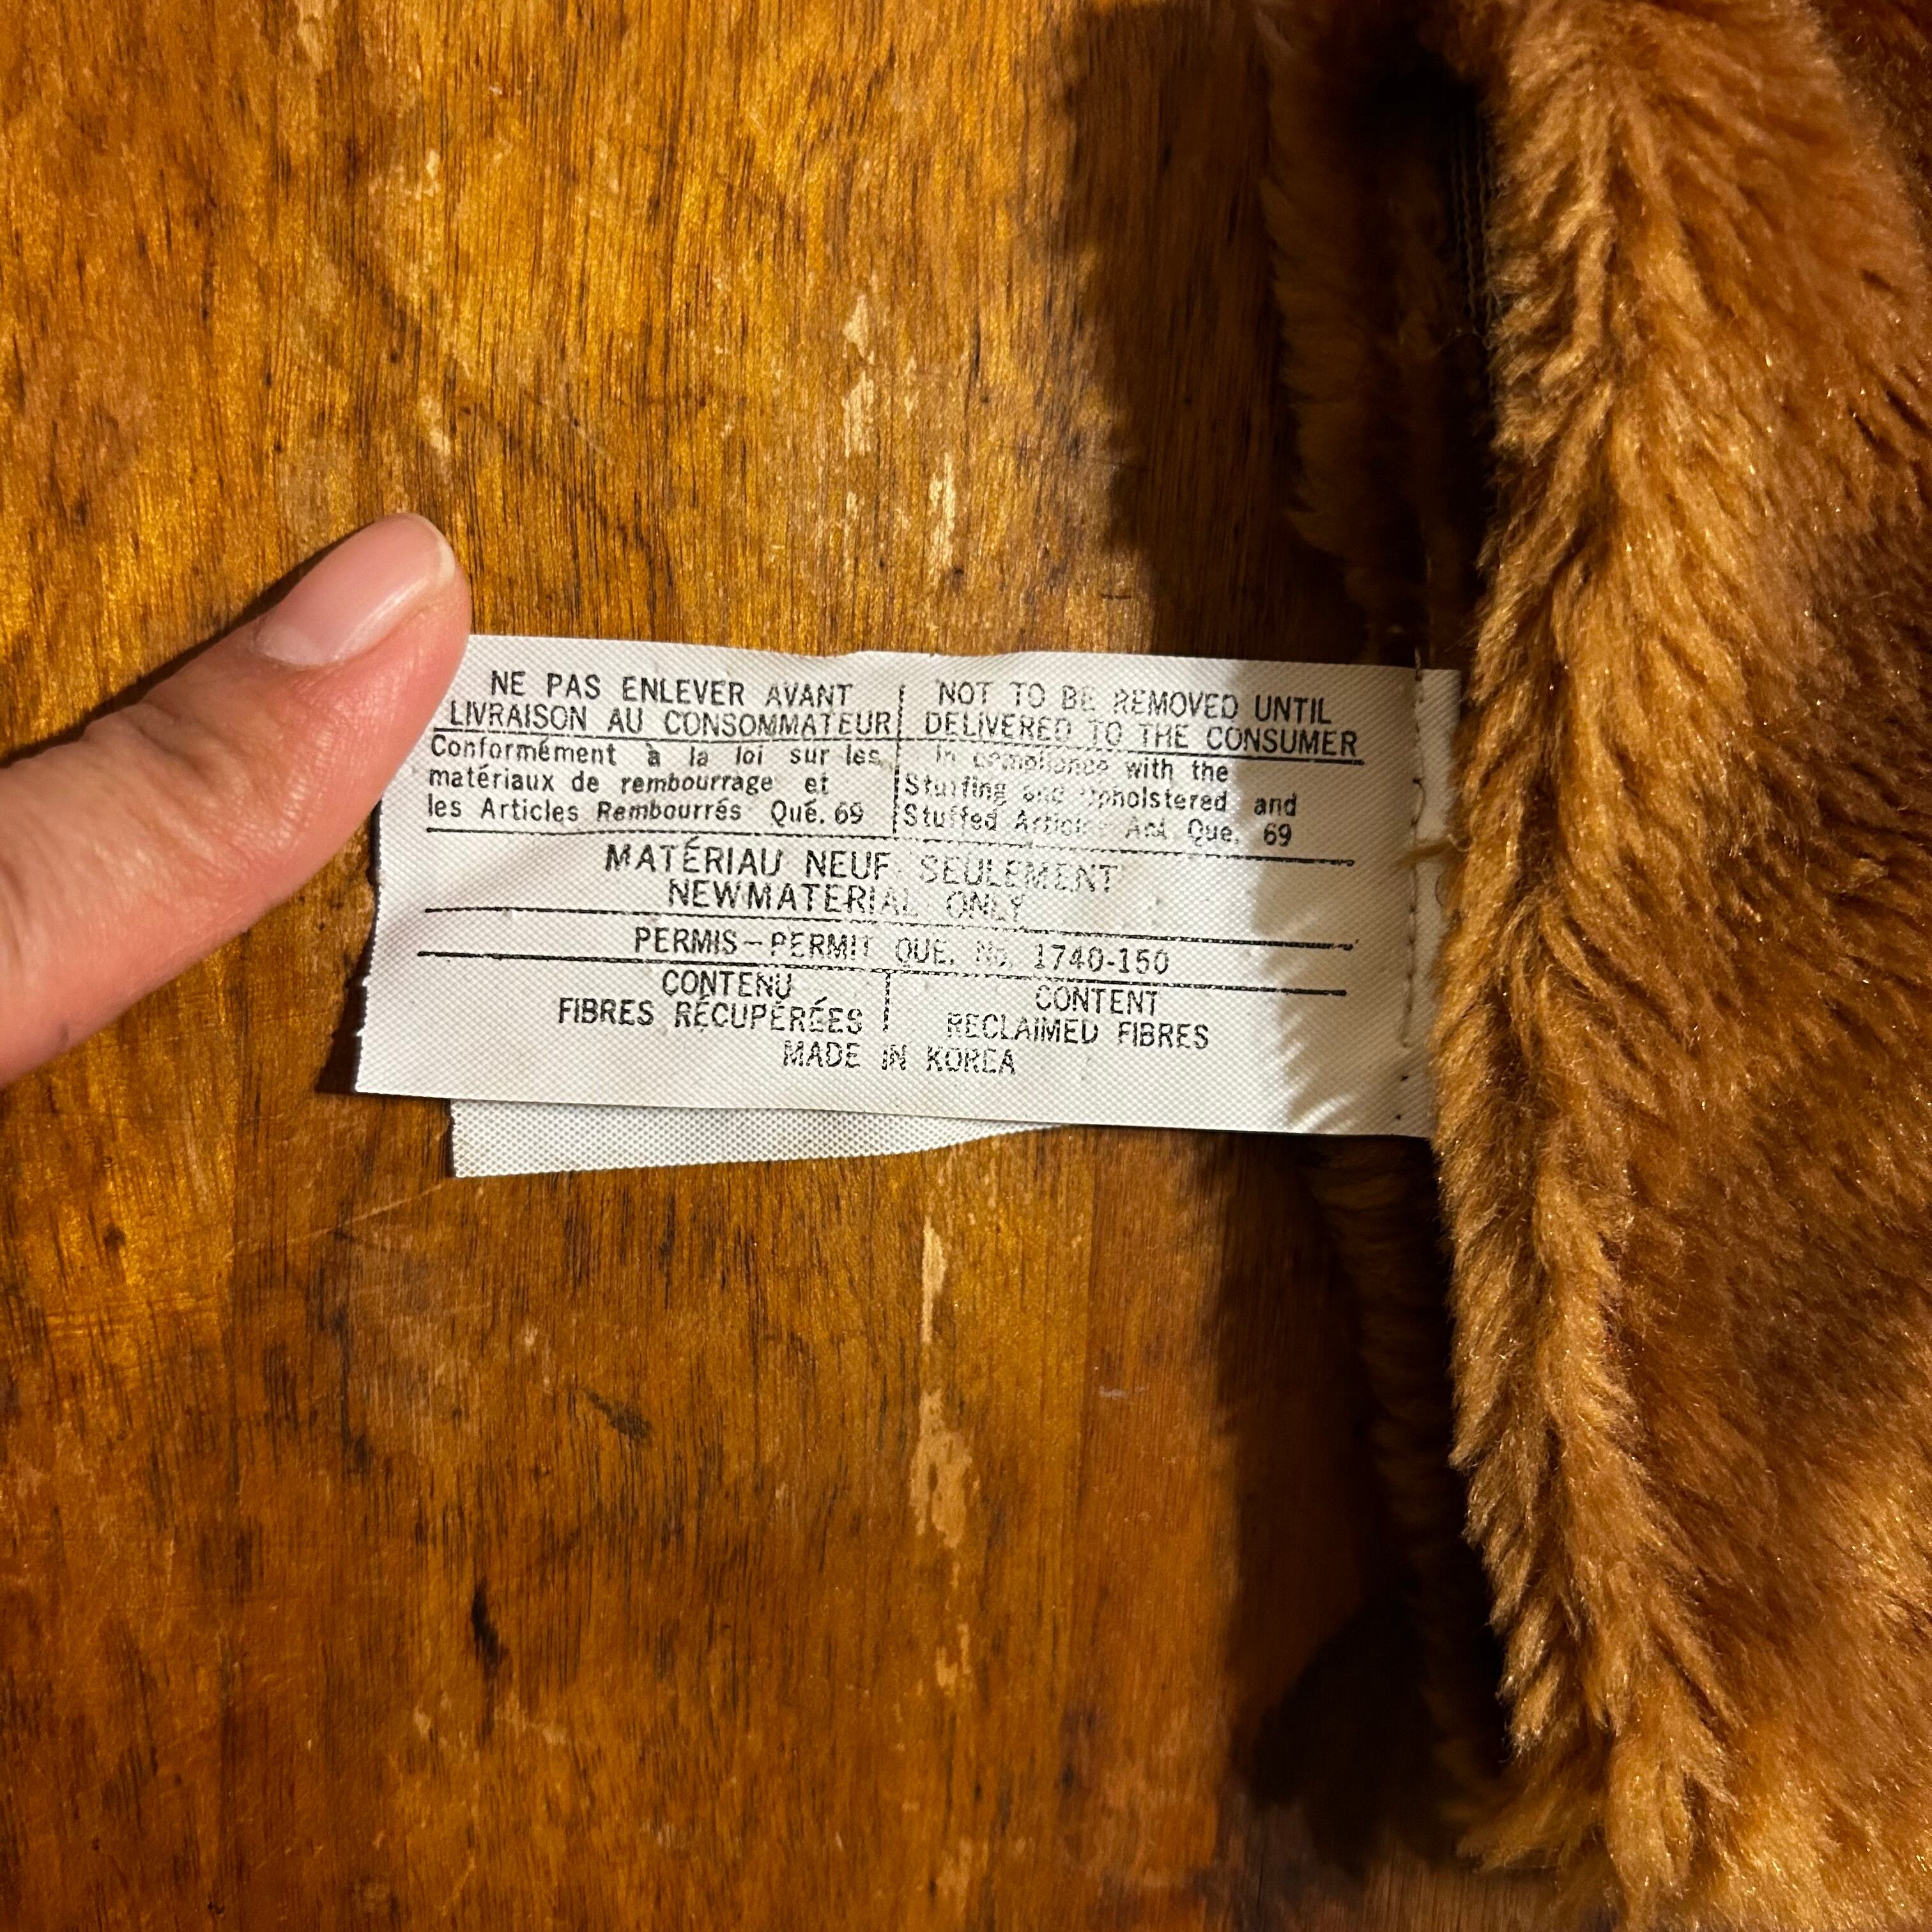 NE PAS ENLEVER AVANT
LIVRAISON AU CONSOMMATEUR
Conformément à la loi sur les
matériaux de rembourrage et
les Articles Rembourrés Qué. 69
NOT TO BE REMOVED UNTIL
DELIVERED TO THE CONSUMER
In compliance with the
Stuffing and Upholstered and
Stuffed Articles Act Que. 69
MATÉRIAU NEUF SEULEMENT
NEWMATERIAL ONLY
PERMIS-PERMIT QUE. No. 1740-150
CONTENU
FIBRES RÉCUPÉRÉES
CONTENT
RECLAIMED FIBRES
MADE IN KOREA